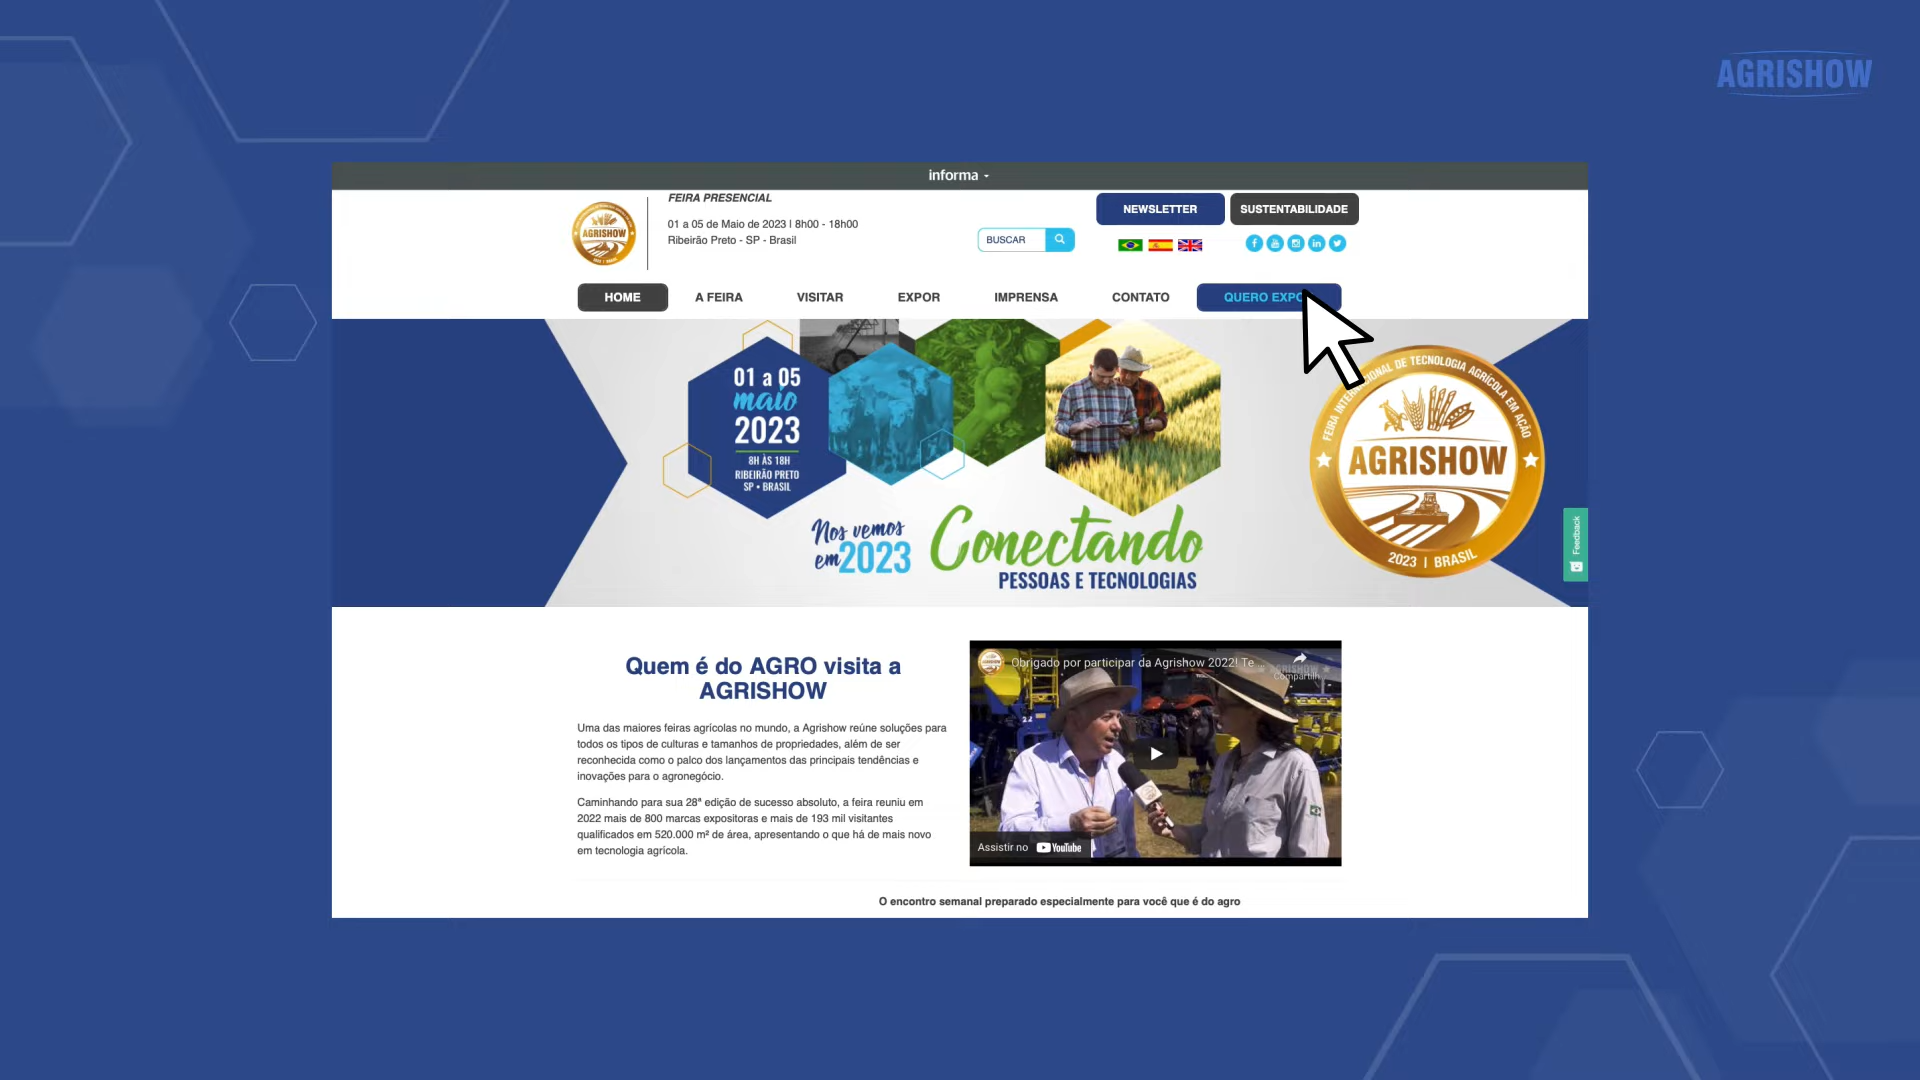 AGRISHOW
informa
FEIRA PRESENCIAL
01 a 05 de Maio de 2023 | 8h00 - 18h00
Ribeirão Preto - SP - Brasil
AGRISHOW
BUSCAR
NEWSLETTER
SUSTENTABILIDADE
HOME
A FEIRA
VISITAR
EXPOR
IMPRENSA
CONTATO
QUERO
01 a 05
maio
2023
8H ÀS 18H
RIBEIRÃO PRETO
SP • BRASIL
Nos vemos
em 2023
Conectando
PESSOAS E TECNOLOGIAS
DE TECNOLOGIA AGRÍCOLA EM AÇÃO
AGRISHOW
2023 | BRASIL
Feedback
Quem é do AGRO visita a
AGRISHOW
Uma das maiores feiras agrícolas no mundo, a Agrishow reúne soluções para
todos os tipos de culturas e tamanhos de propriedades, além de ser
reconhecida como o palco dos lançamentos das principais tendências e
inovações para o agronegócio.
Caminhando para sua 28ª edição de sucesso absoluto, a feira reuniu em
2022 mais de 800 marcas expositoras e mais de 193 mil visitantes
qualificados em 520.000 m² de área, apresentando o que há de mais novo
em tecnologia agrícola.
Obrigado por participar da Agrishow 2022! Te...
AGRISHOW
Compartilh...
Assistir no YouTube
O encontro semanal preparado especialmente para você que é do agro